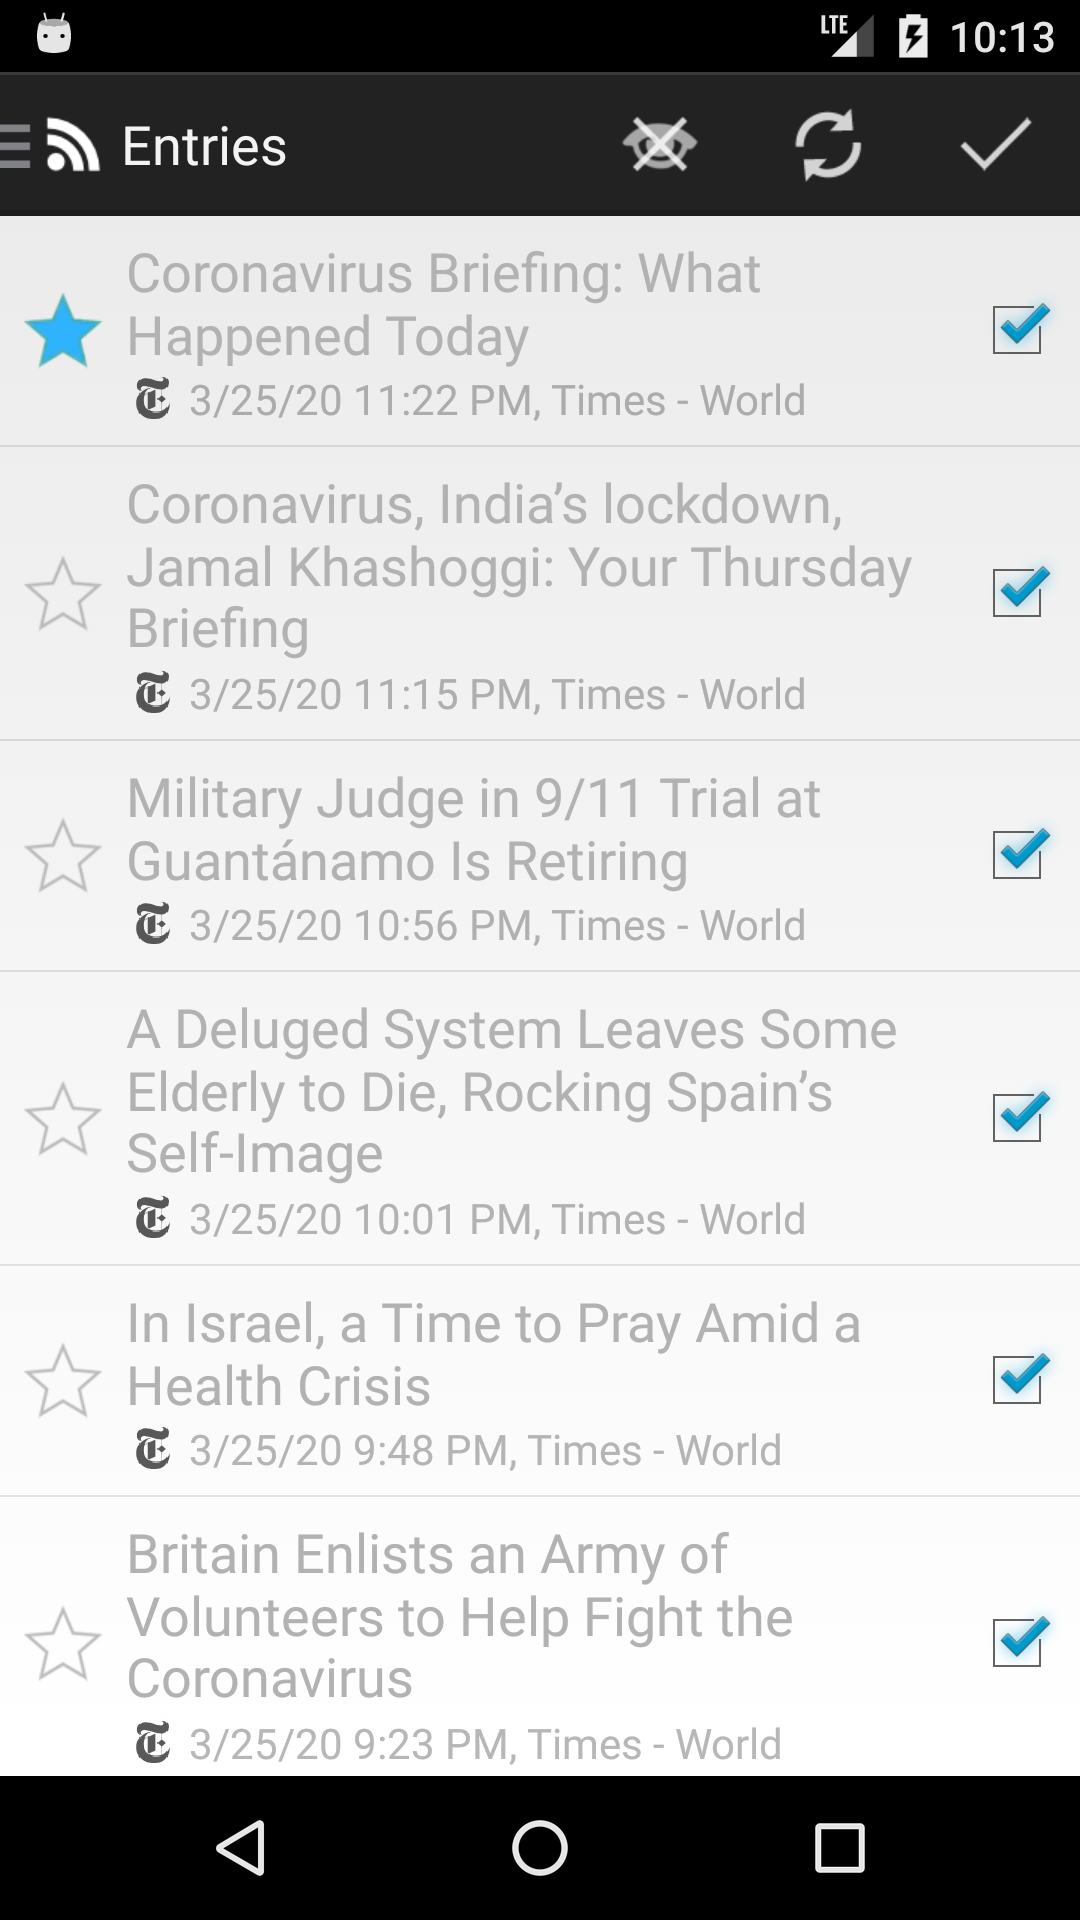 LTE 10:13
Entries
Coronavirus Briefing: What
Happened Today
3/25/20 11:22 PM, Times - World
Coronavirus, India’s lockdown,
Jamal Khashoggi: Your Thursday
Briefing
3/25/20 11:15 PM, Times - World
Military Judge in 9/11 Trial at
Guantánamo Is Retiring
3/25/20 10:56 PM, Times - World
A Deluged System Leaves Some
Elderly to Die, Rocking Spain’s
Self-Image
3/25/20 10:01 PM, Times - World
In Israel, a Time to Pray Amid a
Health Crisis
3/25/20 9:48 PM, Times - World
Britain Enlists an Army of
Volunteers to Help Fight the
Coronavirus
3/25/20 9:23 PM, Times - World